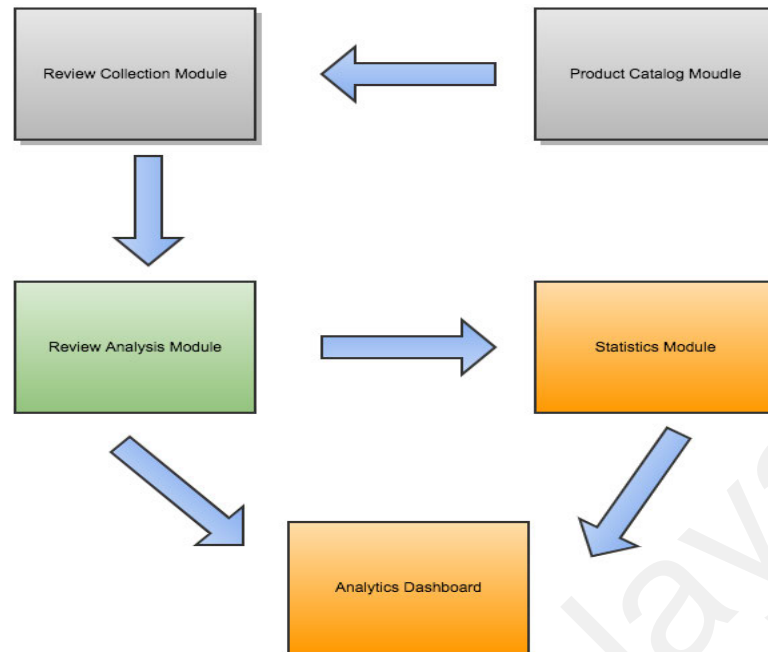 Review Collection Module
Product Catalog Moudle
Review Analysis Module
Statistics Module
Analytics Dashboard